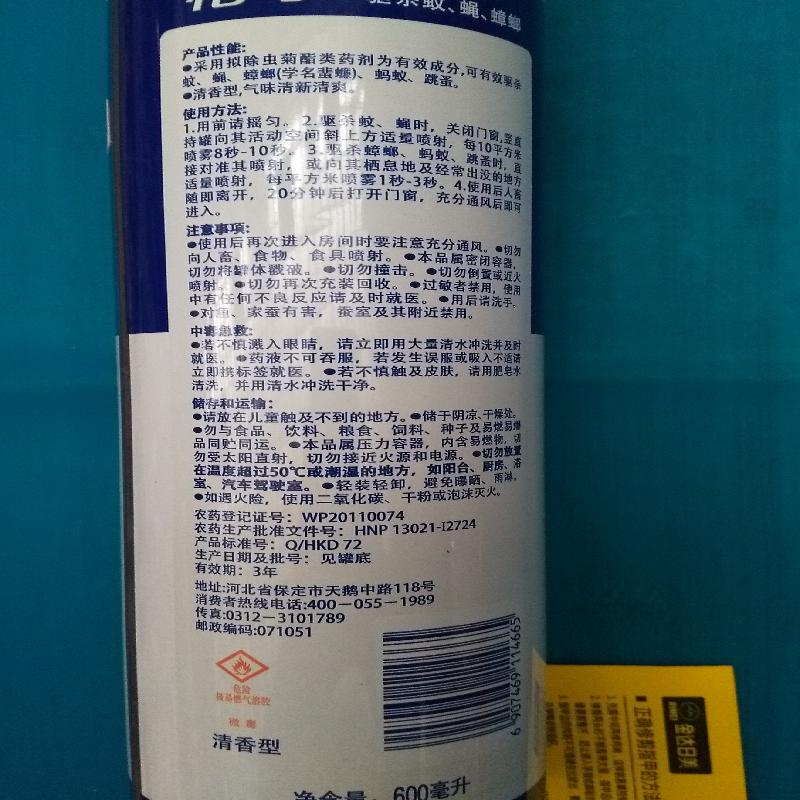 驱杀蚊、蝇、蟑螂
产品性能:
●采用拟除虫菊酯类药剂为有效成分,可有效驱杀
蚊、蝇、蟑螂(学名蜚蠊)、蚂蚁、跳蚤。
●清香型,气味清新清爽。
使用方法:
1.用前请摇匀。2.驱杀蚊、蝇时,关闭门窗,竖直
持罐向其活动空间斜上方适量喷射,每10平方米
喷雾8秒-10秒。3.驱杀蟑螂、蚂蚁、跳蚤时,直
接对准其喷射,或向其栖息地及经常出没的地方
适量喷射,每平方米喷雾1秒-3秒。4.使用后人畜
随即离开,20分钟后打开门窗,充分通风后即可
进入。
注意事项:
●使用后再次进入房间时要注意充分通风。●切勿
向人畜、食物、食具喷射。●本品属密闭容器,
切勿将罐体戳破。●切勿撞击。●切勿倒置或近火
喷射。●切勿再次充装回收。●过敏者禁用,使用
中有任何不良反应请及时就医。●用后请洗手。
●对鱼、家蚕有害,蚕室及其附近禁用。
中毒急救:
●若不慎溅入眼睛,请立即用大量清水冲洗并及时
就医。●药液不可吞服,若发生误服或吸入不适请
立即携标签就医。●若不慎触及皮肤,请用肥皂水
清洗,并用清水冲洗干净。
储存和运输:
●请放在儿童触及不到的地方。●储于阴凉、干燥处。
●勿与食品、饮料、粮食、饲料、种子及易燃易爆
品同贮同运。●本品属压力容器,内含易燃物,切
勿受太阳直射,切勿接近火源和电源。●切勿放置
在温度超过50℃或潮湿的地方,如阳台、厨房、浴
室、汽车驾驶室。●轻装轻卸,避免曝晒、雨淋。
●如遇火险,使用二氧化碳、干粉或泡沫灭火。
农药登记证号:WP20110074
农药生产批准文件号:HNP 13021-I2724
产品标准号:Q/HKD 72
生产日期及批号:见罐底
有效期:3年
地址:河北省保定市天鹅中路118号
消费者热线电话:400-055-1989
传真:0312-3101789
邮政编码:071051
6 907469 114665
危险
极易燃气溶胶
微毒
清香型
净含量:600毫升
金达日美
■正确修剪指甲的方法